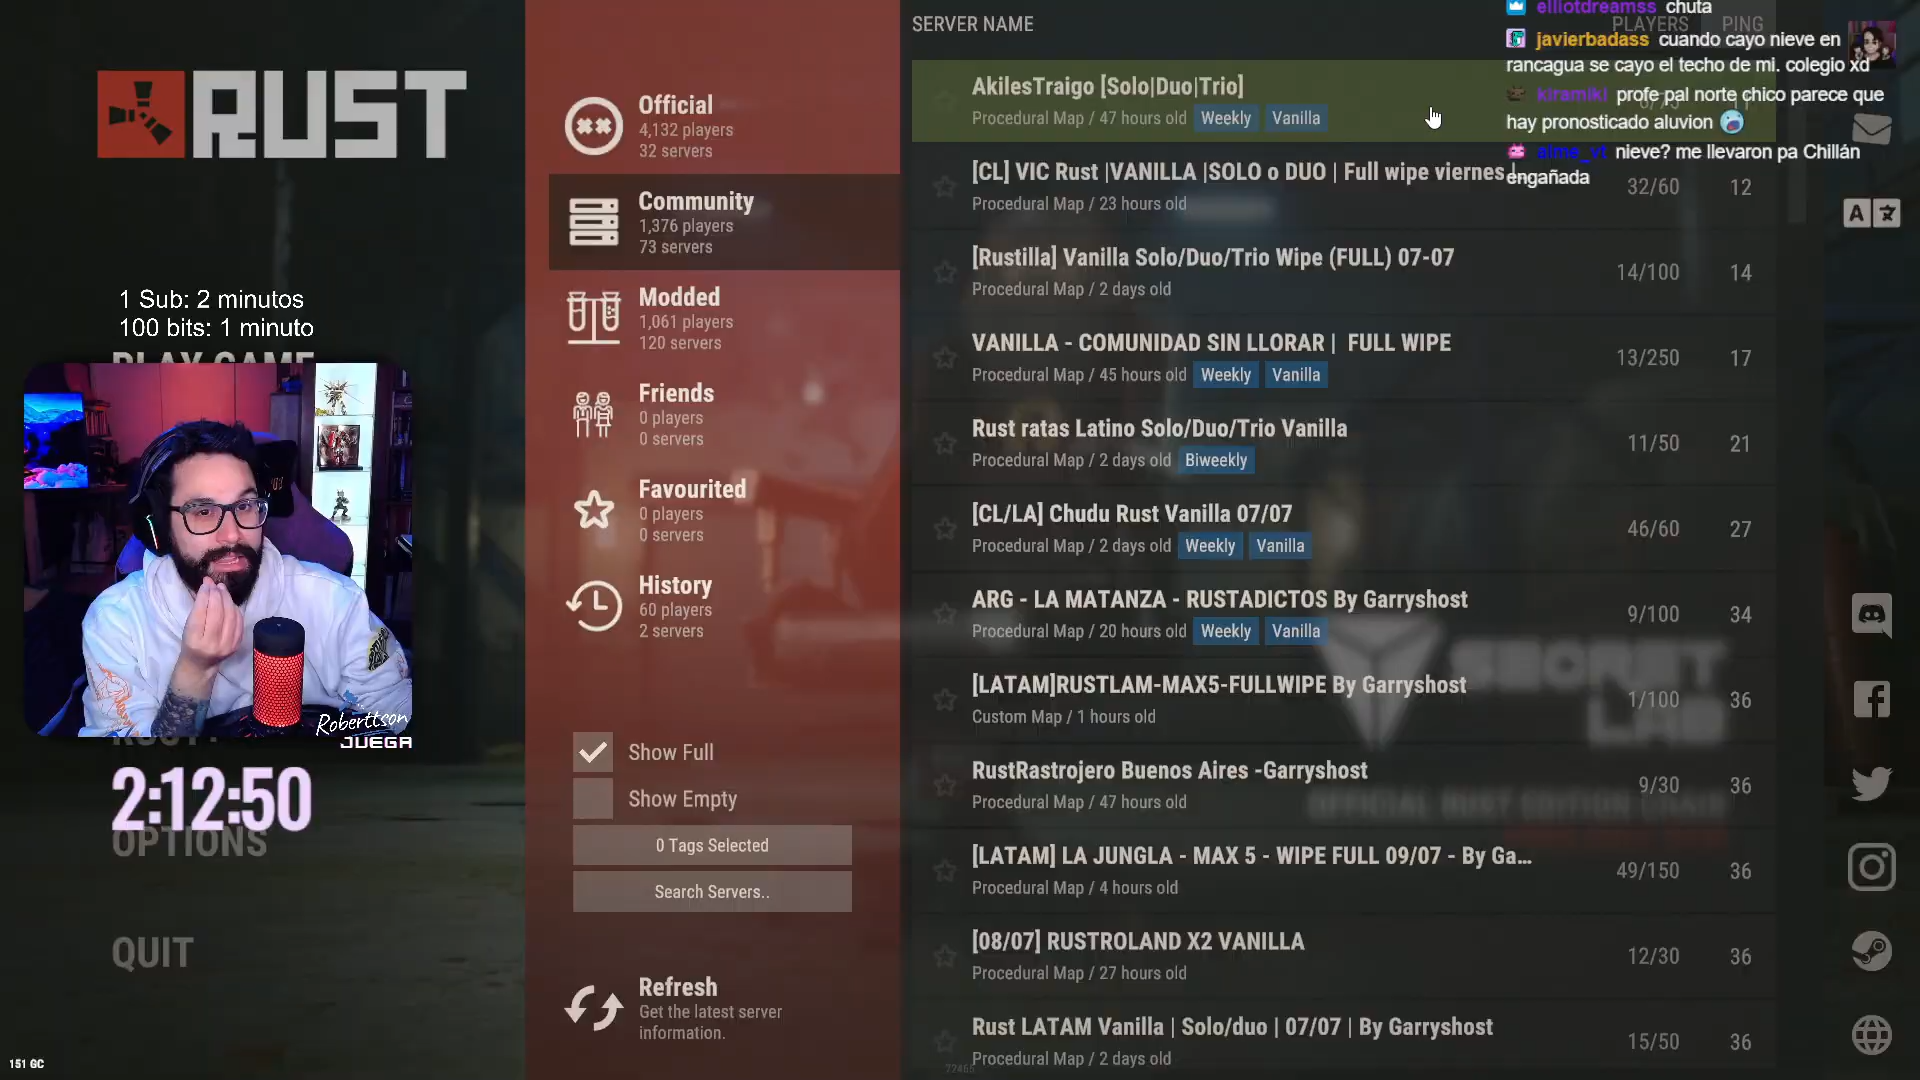 RUST
1 Sub: 2 minutos
100 bits: 1 minuto
PLAY GAME
Roberttson
JUEGA
2:12:50
OPTIONS
QUIT
151 GC
Official
4,132 players
32 servers
Community
1,376 players
73 servers
Modded
1,061 players
120 servers
Friends
0 players
0 servers
Favourited
0 players
0 servers
History
60 players
2 servers
Show Full
Show Empty
0 Tags Selected
Search Servers..
Refresh
Get the latest server
information.
SERVER NAME
PLAYERS
PING
AkilesTraigo [Solo|Duo|Trio]
Procedural Map / 47 hours old Weekly Vanilla
[CL] VIC Rust |VANILLA |SOLO o DUO | Full wipe viernes
Procedural Map / 23 hours old
32/60 12
[Rustilla] Vanilla Solo/Duo/Trio Wipe (FULL) 07-07
Procedural Map / 2 days old
14/100 14
VANILLA - COMUNIDAD SIN LLORAR | FULL WIPE
Procedural Map / 45 hours old Weekly Vanilla
13/250 17
Rust ratas Latino Solo/Duo/Trio Vanilla
Procedural Map / 2 days old Biweekly
11/50 21
[CL/LA] Chudu Rust Vanilla 07/07
Procedural Map / 2 days old Weekly Vanilla
46/60 27
ARG - LA MATANZA - RUSTADICTOS By Garryshost
Procedural Map / 20 hours old Weekly Vanilla
9/100 34
[LATAM]RUSTLAM-MAX5-FULLWIPE By Garryshost
Custom Map / 1 hours old
1/100 36
RustRastrojero Buenos Aires -Garryshost
Procedural Map / 47 hours old
9/30 36
[LATAM] LA JUNGLA - MAX 5 - WIPE FULL 09/07 - By Ga...
Procedural Map / 4 hours old
49/150 36
[08/07] RUSTROLAND X2 VANILLA
Procedural Map / 27 hours old
12/30 36
Rust LATAM Vanilla | Solo/duo | 07/07 | By Garryshost
Procedural Map / 2 days old
15/50 36
SECRET
LAB
OFFICIAL RUST EDITION CHAIR
elliotdreamss chuta
javierbadass cuando cayo nieve en
rancagua se cayo el techo de mi. colegio xd
kiramiki profe pal norte chico parece que
hay pronosticado aluvion
alme_vt nieve? me llevaron pa Chillán
engañada